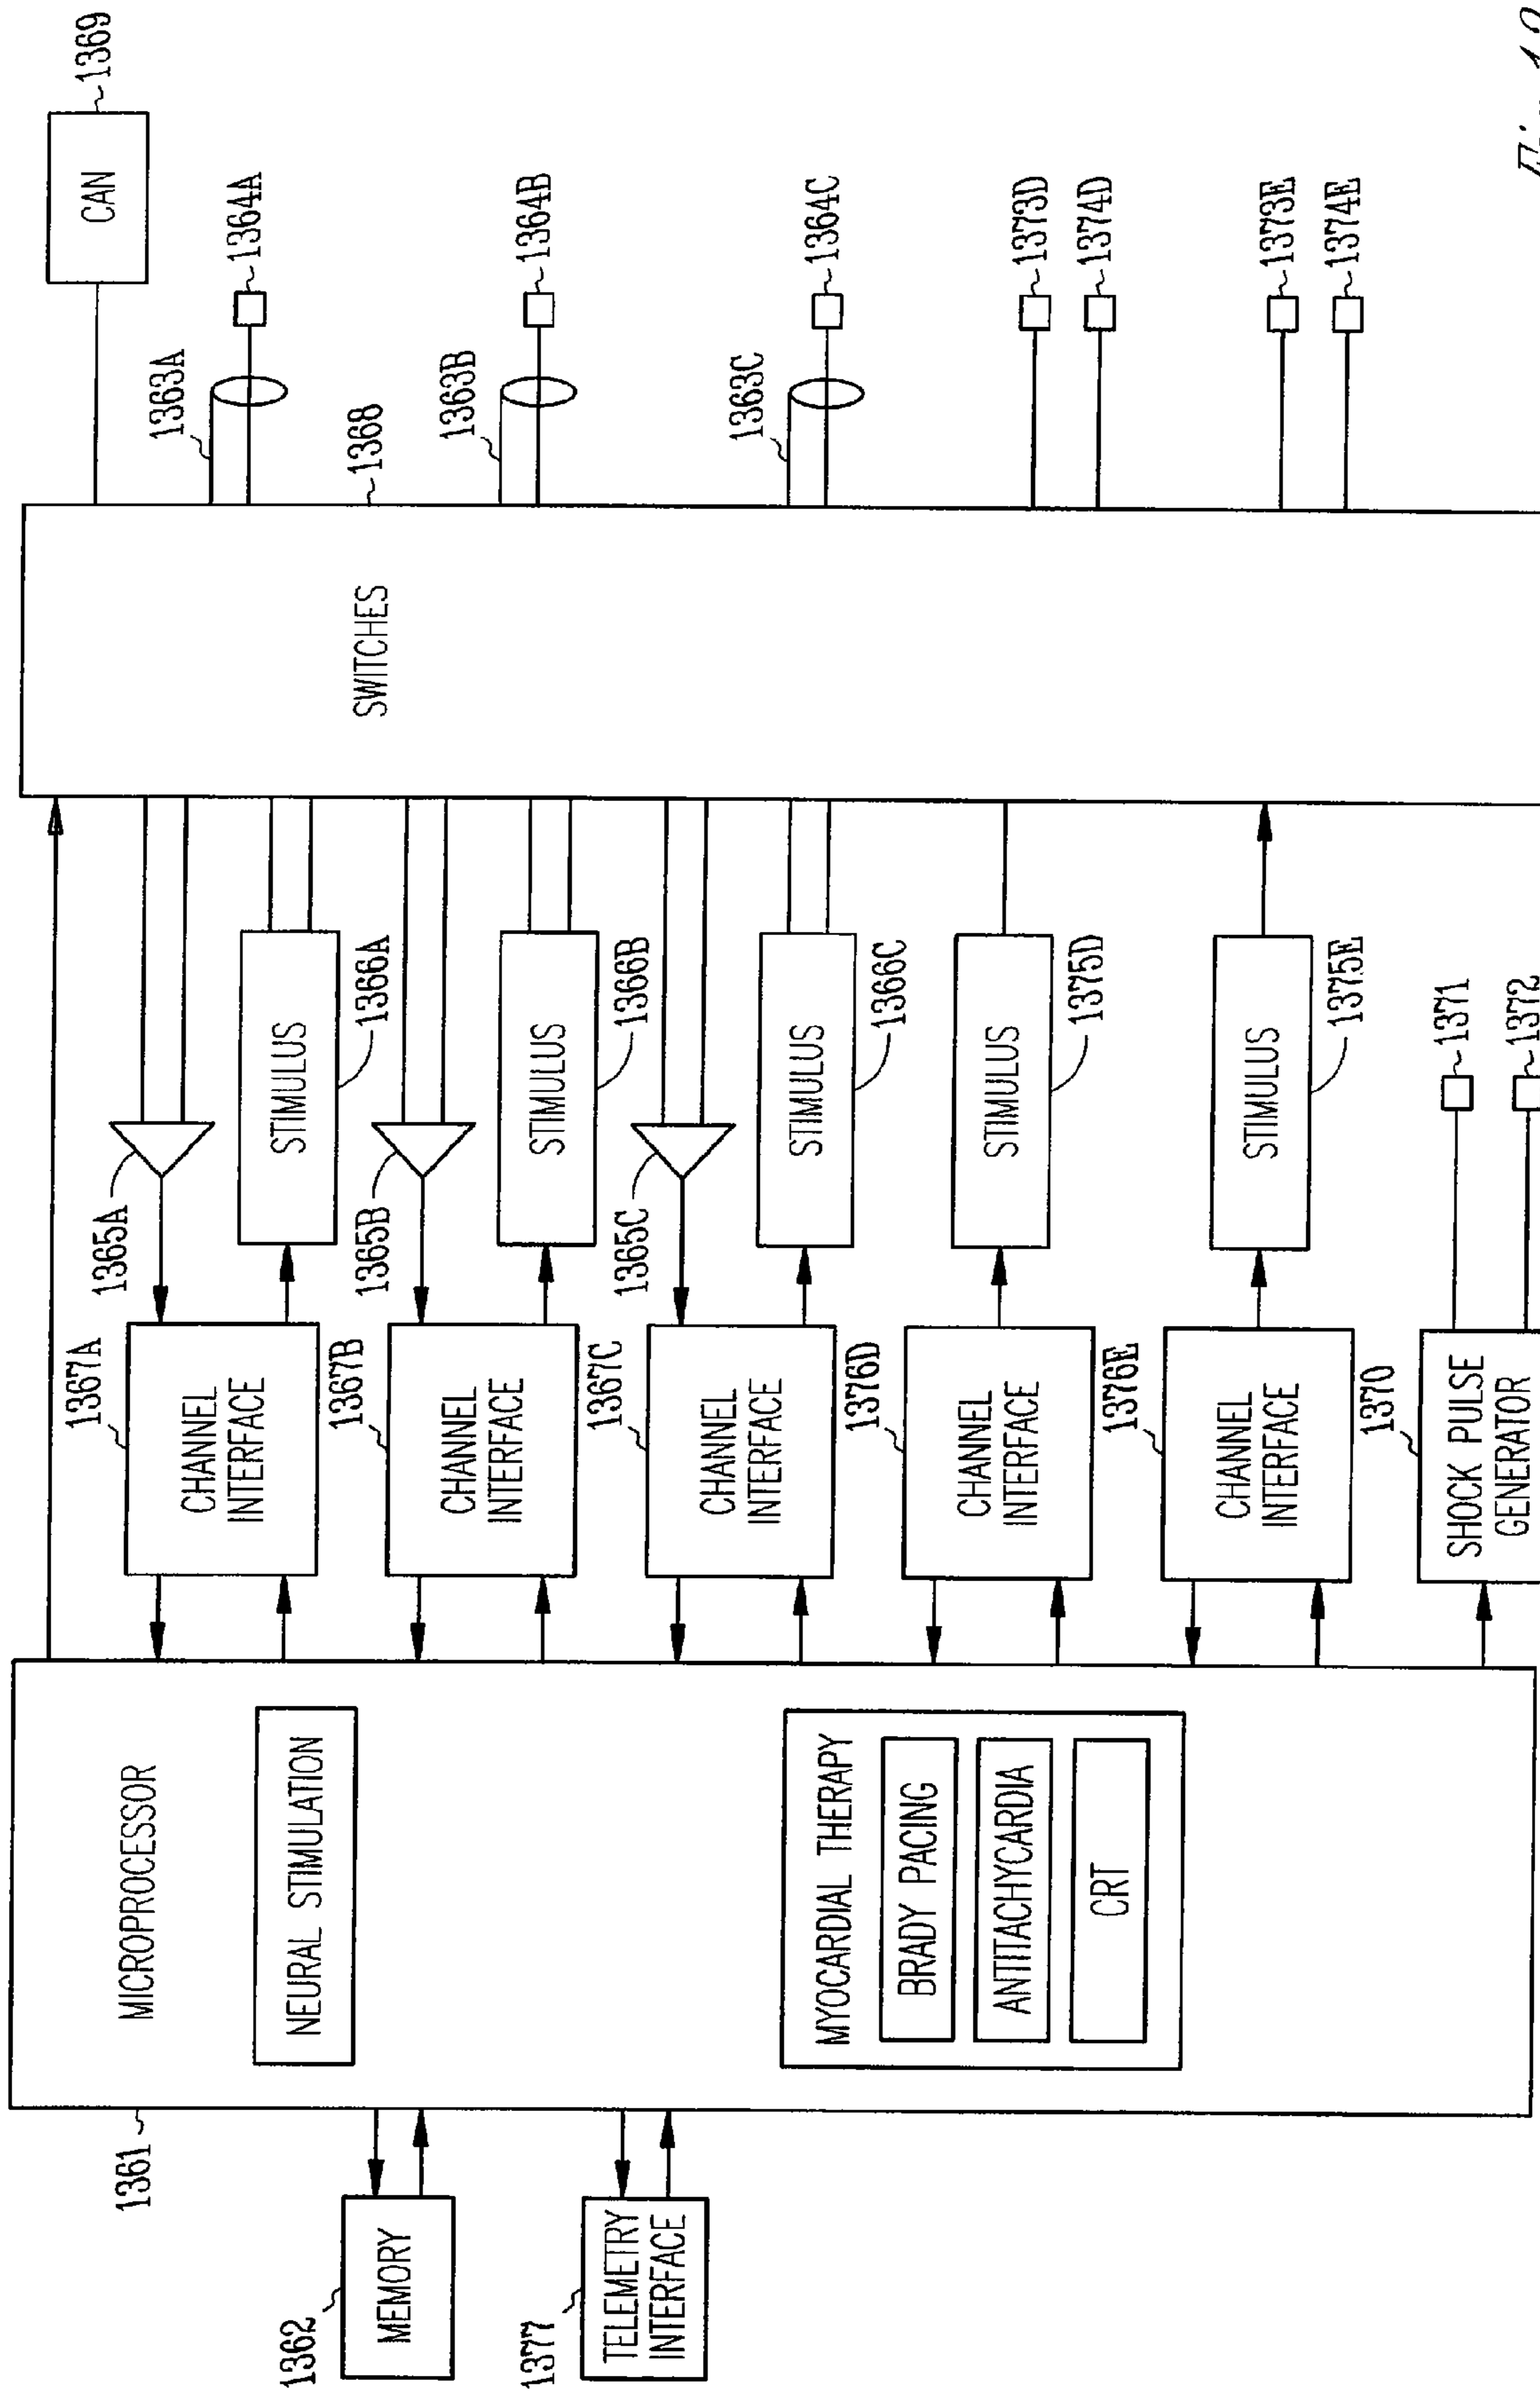 1369
CAN
1363A
1364A
1368
1363B
1364B
1363C
1364C
1373D
1374D
1373E
1374E
SWITCHES
1365A
STIMULUS
1366A
1365B
STIMULUS
1366B
1365C
STIMULUS
1366C
STIMULUS
1375D
STIMULUS
1375E
1371
1372
1367A
CHANNEL
INTERFACE
1367B
CHANNEL
INTERFACE
1367C
CHANNEL
INTERFACE
1376D
CHANNEL
INTERFACE
1376E
CHANNEL
INTERFACE
1370
SHOCK PULSE
GENERATOR
1361
MICROPROCESSOR
NEURAL STIMULATION
MYOCARDIAL THERAPY
BRADY PACING
ANTITACHYCARDIA
CRT
1362
MEMORY
1377
TELEMETRY
INTERFACE